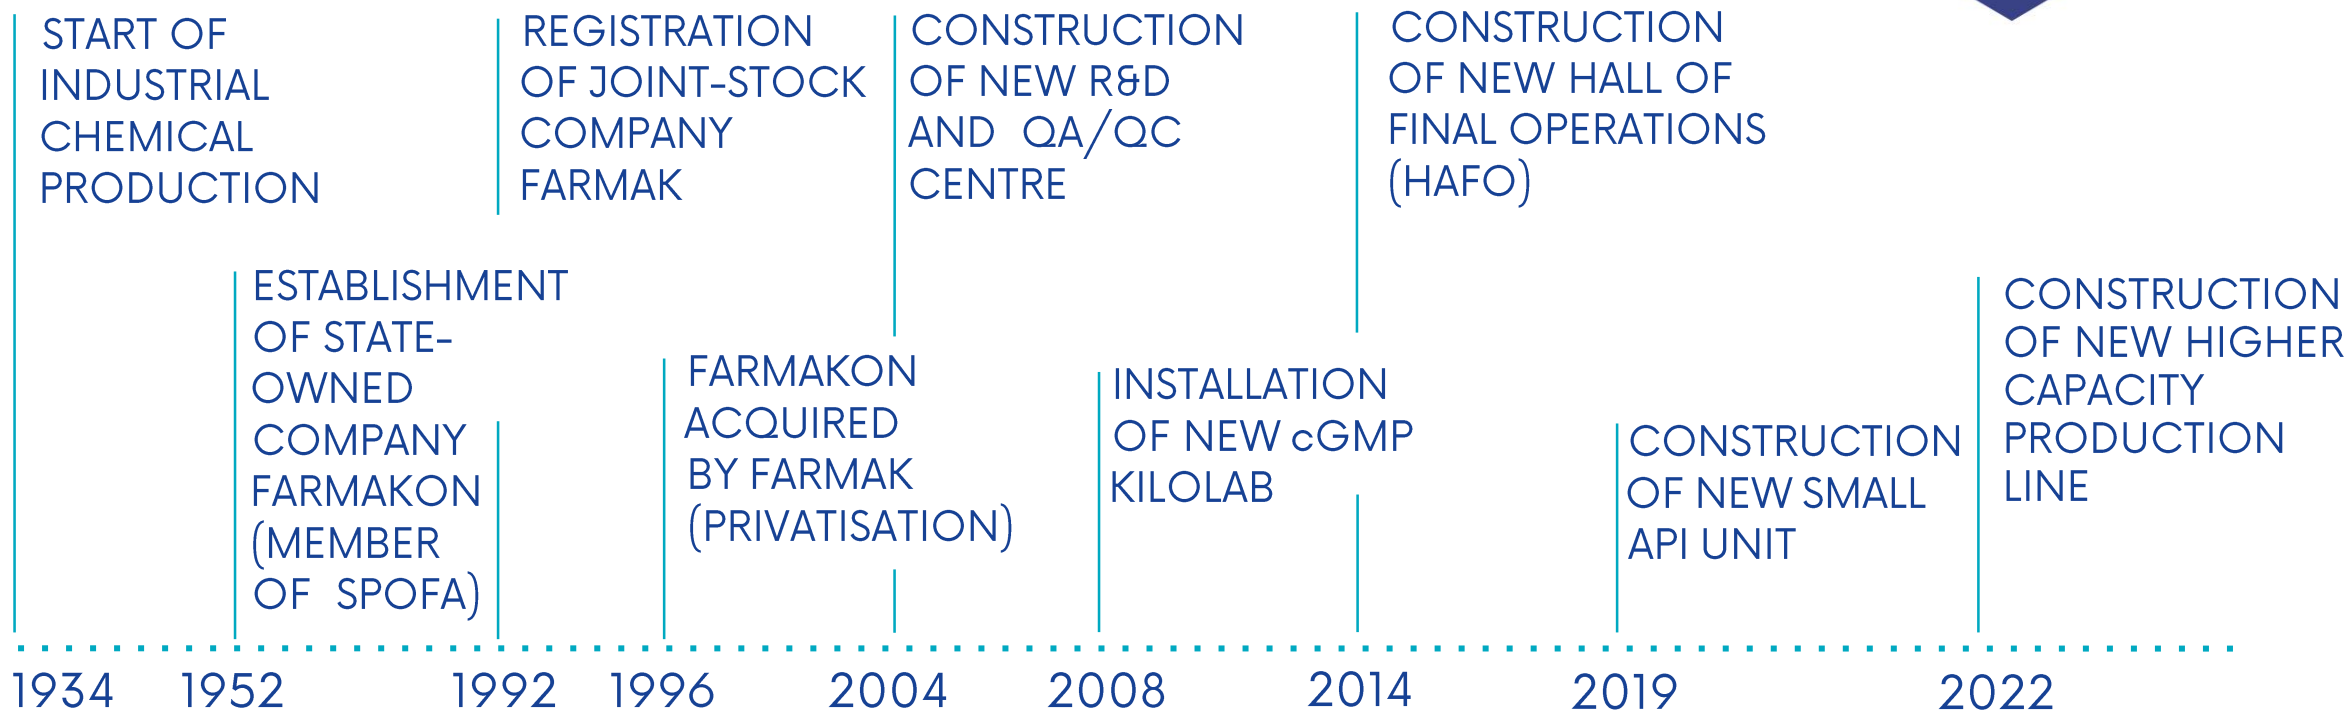 START OF
INDUSTRIAL
CHEMICAL
PRODUCTION
REGISTRATION
OF JOINT-STOCK
COMPANY
FARMAK
CONSTRUCTION
OF NEW R&D
AND QA/QC
CENTRE
CONSTRUCTION
OF NEW HALL OF
FINAL OPERATIONS
(HAFO)
ESTABLISHMENT
OF STATE-
OWNED
COMPANY
FARMAKON
(MEMBER
OF SPOFA)
FARMAKON
ACQUIRED
BY FARMAK
(PRIVATISATION)
INSTALLATION
OF NEW cGMP
KILOLAB
CONSTRUCTION
OF NEW SMALL
API UNIT
CONSTRUCTION
OF NEW HIGHER
CAPACITY
PRODUCTION
LINE
1934 1952 1992 1996 2004 2008 2014 2019 2022